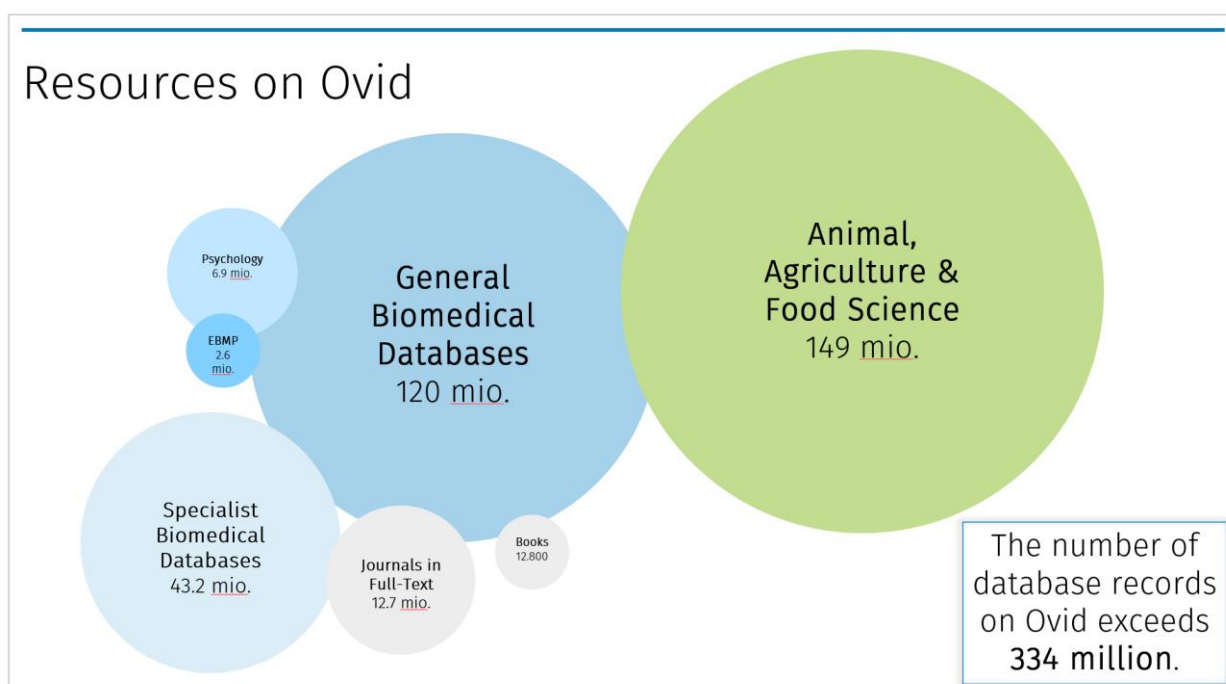 Resources on Ovid
Psychology
6.9 mio.
EBMP
2.6
mio.
General
Biomedical
Databases
120 mio.
Animal,
Agriculture &
Food Science
149 mio.
Specialist
Biomedical
Databases
43.2 mio.
Journals in
Full-Text
12.7 mio.
Books
12.800
The number of
database records
on Ovid exceeds
334 million.